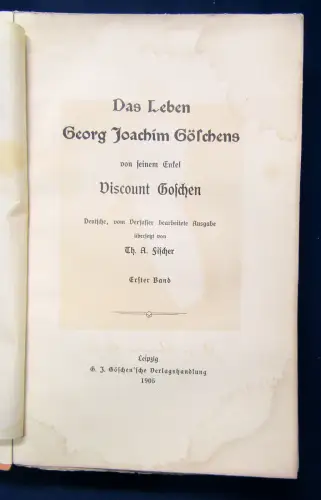 Das Leben
Georg Joachim Göschens
von seinem Enkel
Viscount Goschen
Deutsche, vom Verfasser bearbeitete Ausgabe
übersetzt von
Th. A. Fischer
Erster Band
Leipzig
G. J. Göschen'sche Verlagshandlung
1905